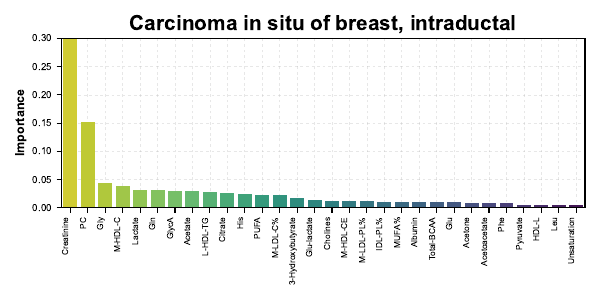 Carcinoma in situ of breast, intraductal
Importance
0.30
0.25
0.20
0.15
0.10
0.05
0.00
Creatinine
PC
Gly
M-HDL-C
Lactate
Gln
GlycA
Acetate
L-HDL-TG
Citrate
His
PUFA
M-LDL-C%
3-Hydroxybutyrate
Glu-lactate
Cholines
M-HDL-CE
M-LDL-PL%
IDL-PL%
MUFA%
Albumin
Total-BCAA
Glu
Acetone
Acetoacetate
Phe
Pyruvate
HDL-L
Leu
Unsaturation